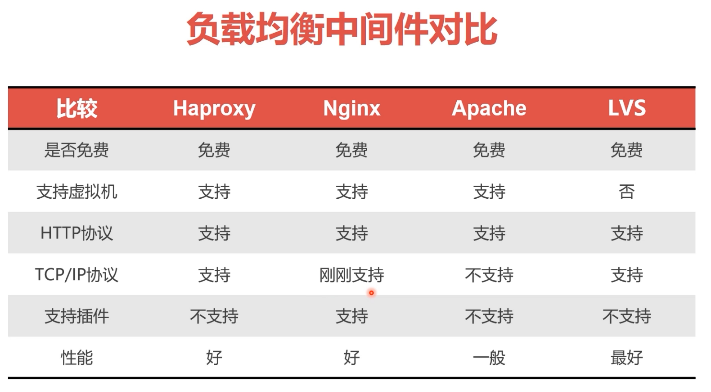 负载均衡中间件对比
比较 Haproxy Nginx Apache LVS
是否免费 免费 免费 免费 免费
支持虚拟机 支持 支持 支持 否
HTTP协议 支持 支持 支持 支持
TCP/IP协议 支持 刚刚支持 不支持 支持
支持插件 不支持 支持 不支持 不支持
性能 好 好 一般 最好